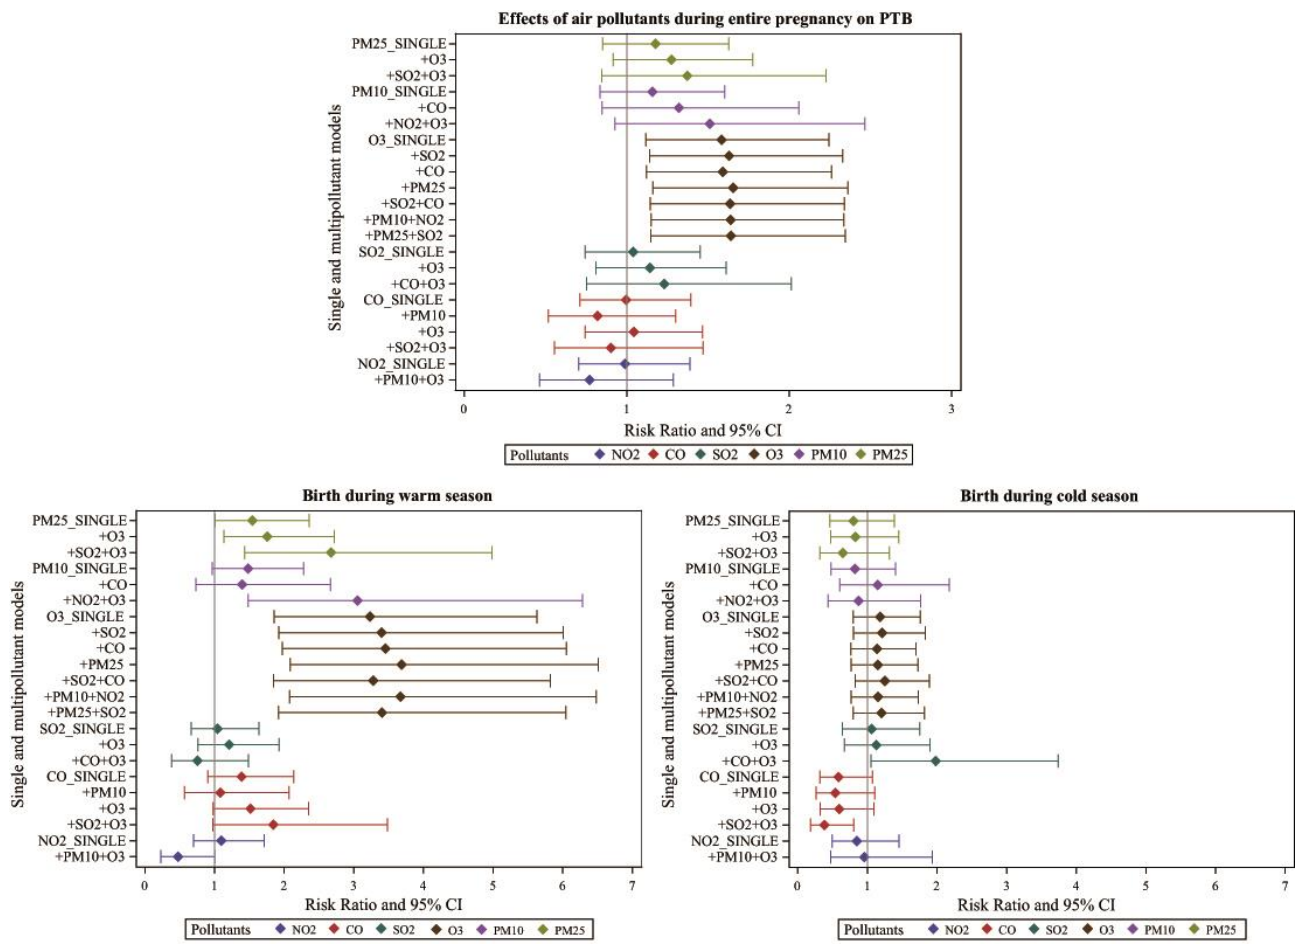 Effects of air pollutants during entire pregnancy on PTB
Single and multipollutant models
PM25_SINGLE
+O3
+SO2+O3
PM10_SINGLE
+CO
+NO2+O3
O3_SINGLE
+SO2
+CO
+PM25
+SO2+CO
+PM10+NO2
+PM25+SO2
SO2_SINGLE
+O3
+CO+O3
CO_SINGLE
+PM10
+O3
+SO2+O3
NO2_SINGLE
+PM10+O3
0 1 2 3
Risk Ratio and 95% CI
Pollutants NO2 CO SO2 O3 PM10 PM25
Birth during warm season
Single and multipollutant models
PM25_SINGLE
+O3
+SO2+O3
PM10_SINGLE
+CO
+NO2+O3
O3_SINGLE
+SO2
+CO
+PM25
+SO2+CO
+PM10+NO2
+PM25+SO2
SO2_SINGLE
+O3
+CO+O3
CO_SINGLE
+PM10
+O3
+SO2+O3
NO2_SINGLE
+PM10+O3
0 1 2 3 4 5 6 7
Risk Ratio and 95% CI
Pollutants NO2 CO SO2 O3 PM10 PM25
Birth during cold season
Single and multipollutant models
PM25_SINGLE
+O3
+SO2+O3
PM10_SINGLE
+CO
+NO2+O3
O3_SINGLE
+SO2
+CO
+PM25
+SO2+CO
+PM10+NO2
+PM25+SO2
SO2_SINGLE
+O3
+CO+O3
CO_SINGLE
+PM10
+O3
+SO2+O3
NO2_SINGLE
+PM10+O3
0 1 2 3 4 5 6 7
Risk Ratio and 95% CI
Pollutants NO2 CO SO2 O3 PM10 PM25